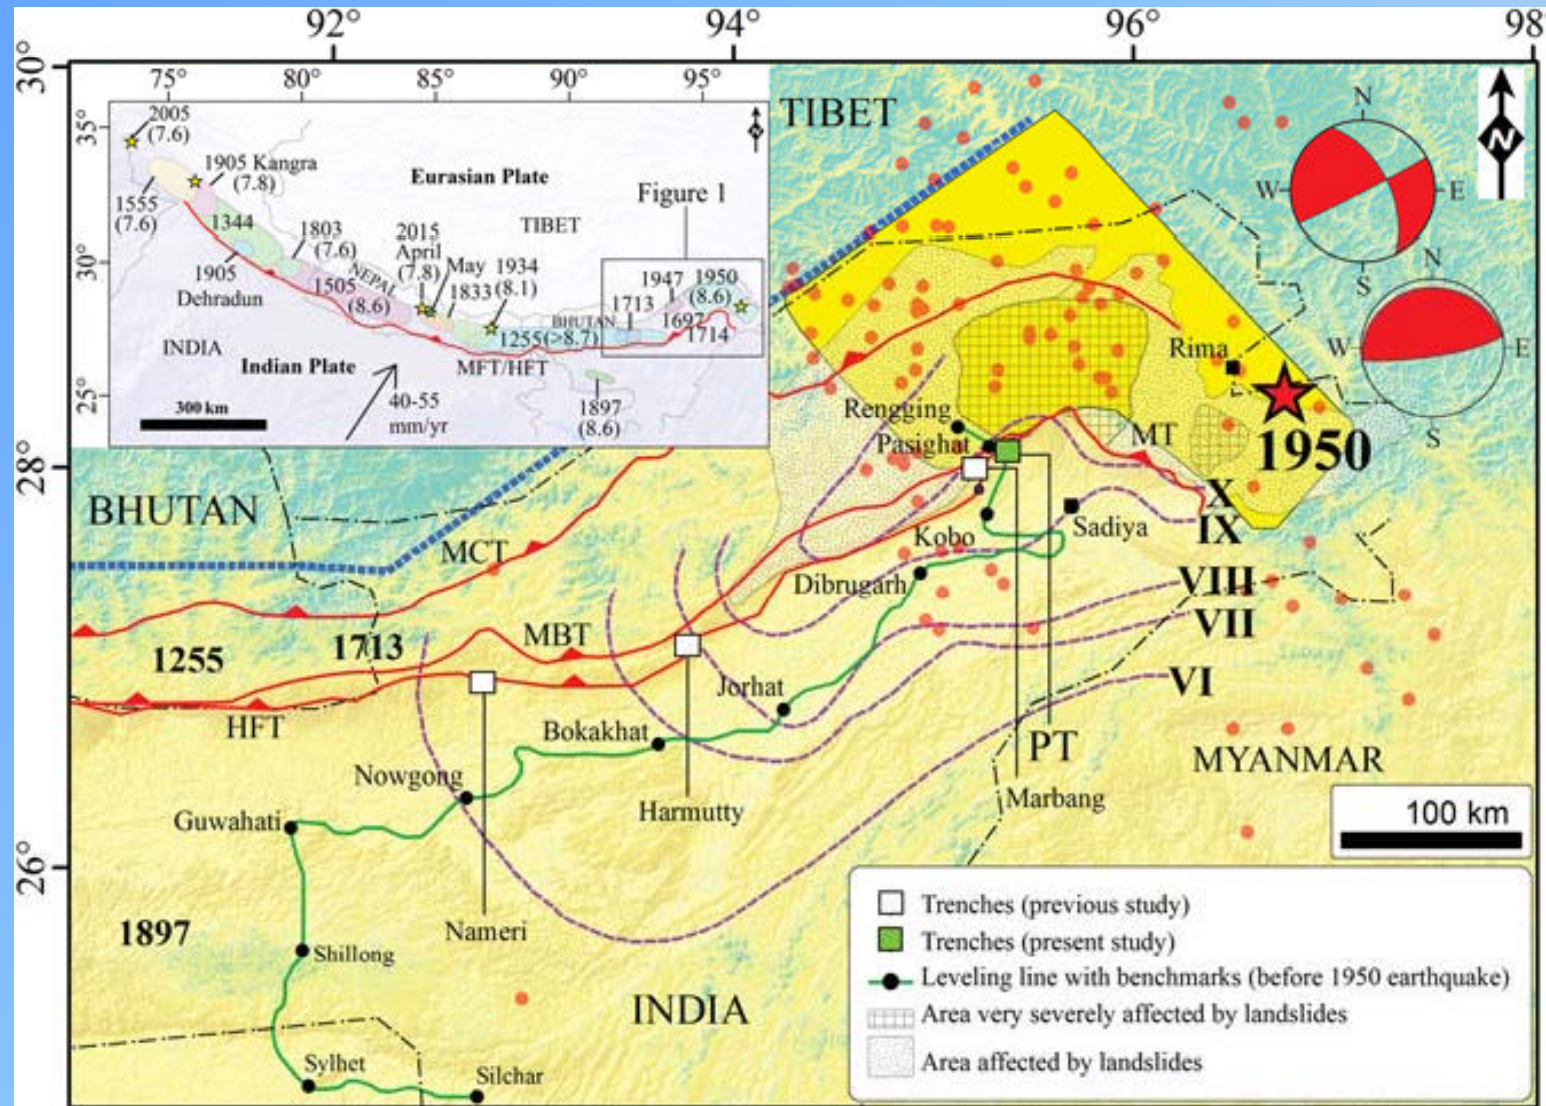 92°
94°
96°
98°
30°
28°
26°
75°
80°
85°
90°
95°
35°
30°
25°
2005
(7.6)
1905 Kangra
(7.8)
Eurasian Plate
Figure 1
1555
(7.6)
1344
1803
(7.6)
2015
April
(7.8)
May
1934
(8.1)
TIBET
1947
1950
(8.6)
1905
Dehradun
NEPAL
1505
(8.6)
1833
1255(>8.7)
BHUTAN
1713
1697
1714
INDIA
Indian Plate
MFT/HFT
300 km
40-55
mm/yr
1897
(8.6)
N
TIBET
N
W
E
S
N
W
E
S
N
Rima
1950
Rengging
Pasighat
MT
X
IX
VIII
VII
VI
BHUTAN
MCT
Kobo
Sadiya
Dibrugarh
1255
1713
MBT
HFT
Jorhat
Bokakhat
Nowgong
Guwahati
Harmutty
PT
Marbang
MYANMAR
100 km
Nameri
1897
Shillong
INDIA
Sylhet
Silchar
Trenches (previous study)
Trenches (present study)
Leveling line with benchmarks (before 1950 earthquake)
Area very severely affected by landslides
Area affected by landslides